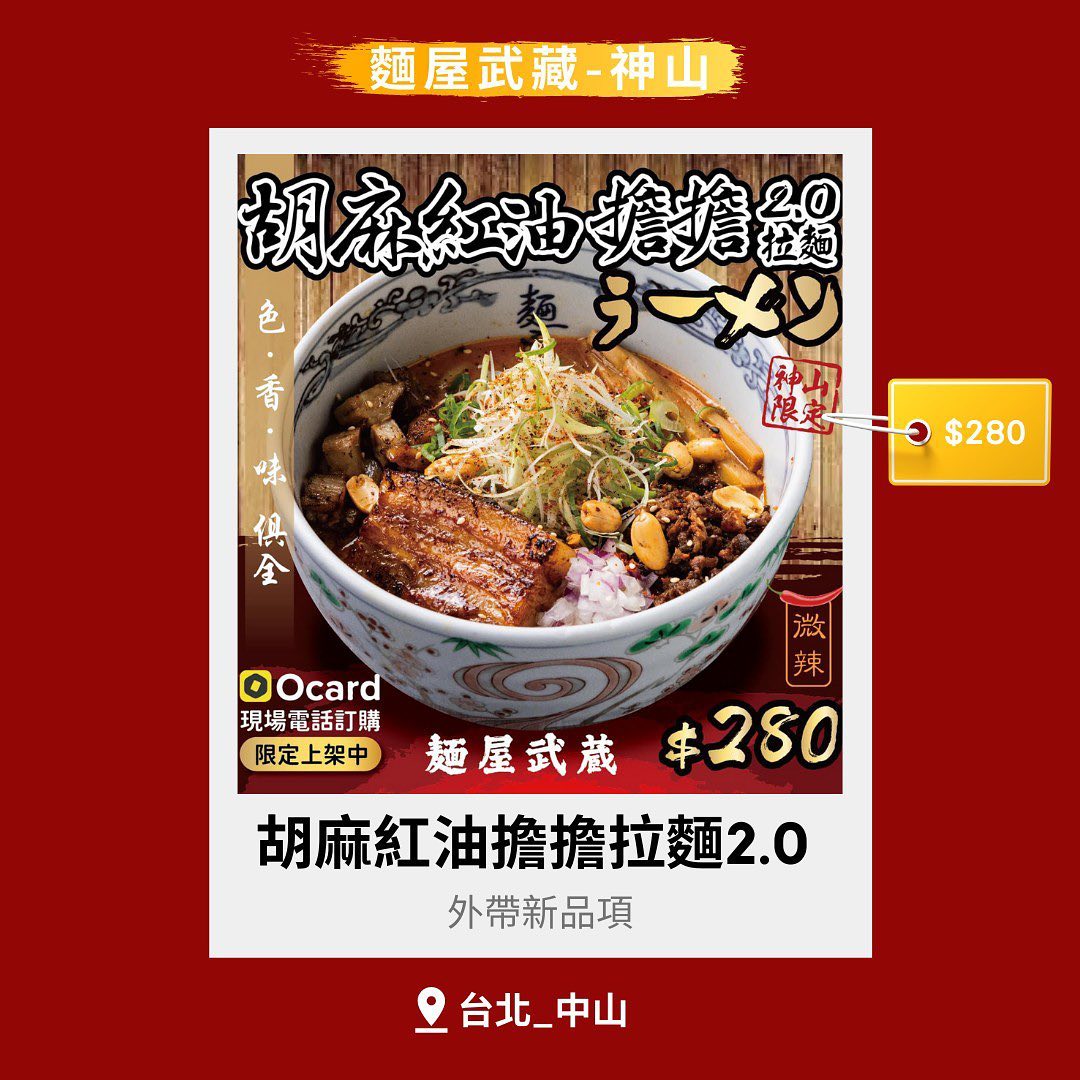 麵屋武藏-神山
胡麻紅油擔擔2.0
拉麵
ラーメン
色・香・味 俱全
麵
神山
限定
$280
微辣
Ocard
現場電話訂購
限定上架中
麺屋武蔵
$280
胡麻紅油擔擔拉麵2.0
外帶新品項
台北_中山